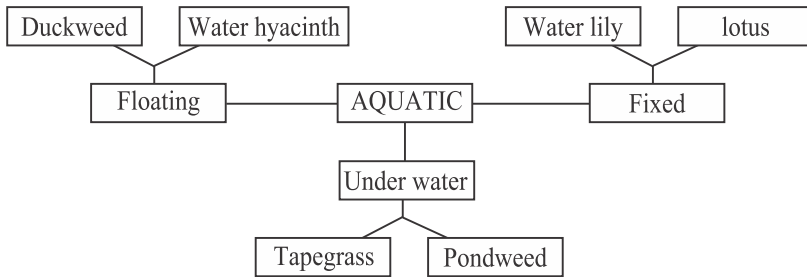 Duckweed
Water hyacinth
Water lily
lotus
Floating
AQUATIC
Fixed
Under water
Tapegrass
Pondweed